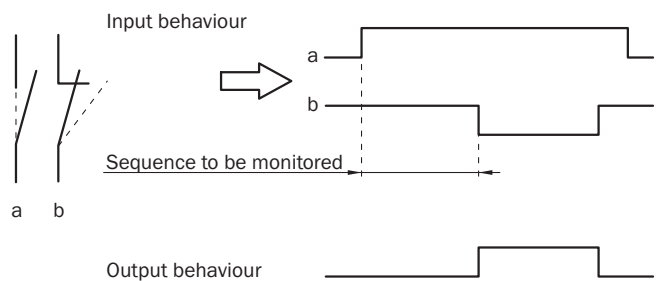 Input behaviour
a
b
Sequence to be monitored
a b
Output behaviour